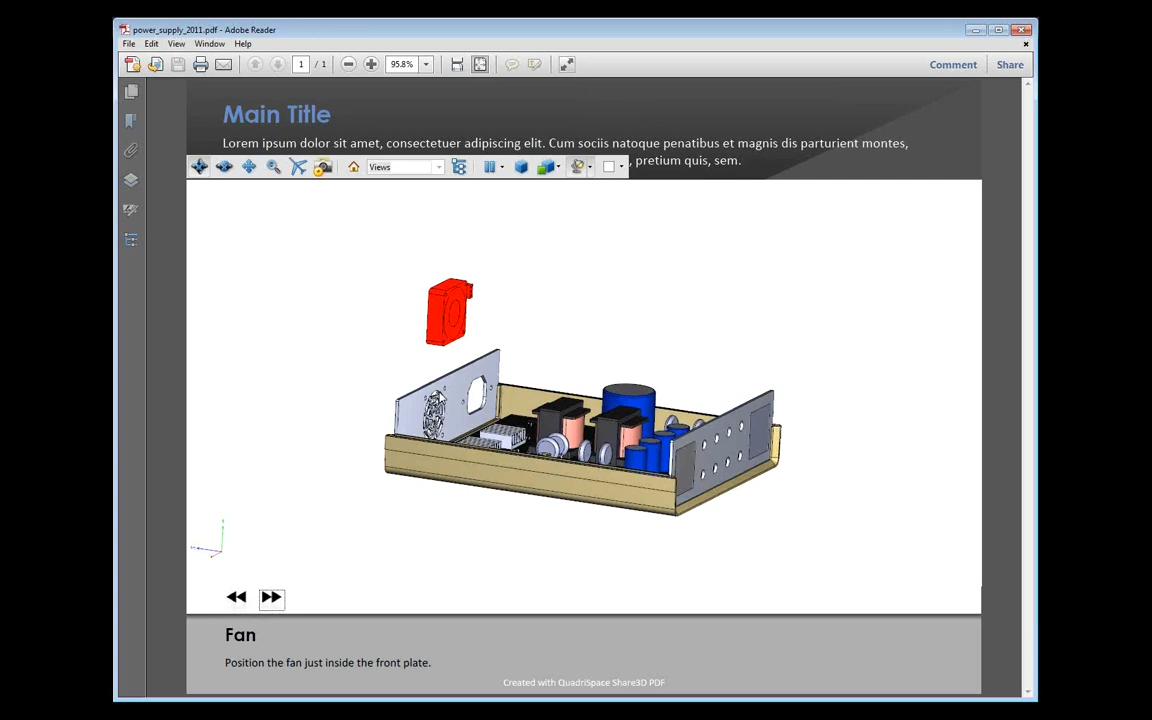 power_supply_2011.pdf - Adobe Reader
File Edit View Window Help
1 / 1 95.8% Comment Share
Main Title
Lorem ipsum dolor sit amet, consectetuer adipiscing elit. Cum sociis natoque penatibus et magnis dis parturient montes,
Views , pretium quis, sem.
Fan
Position the fan just inside the front plate.
Created with QuadriSpace Share3D PDF